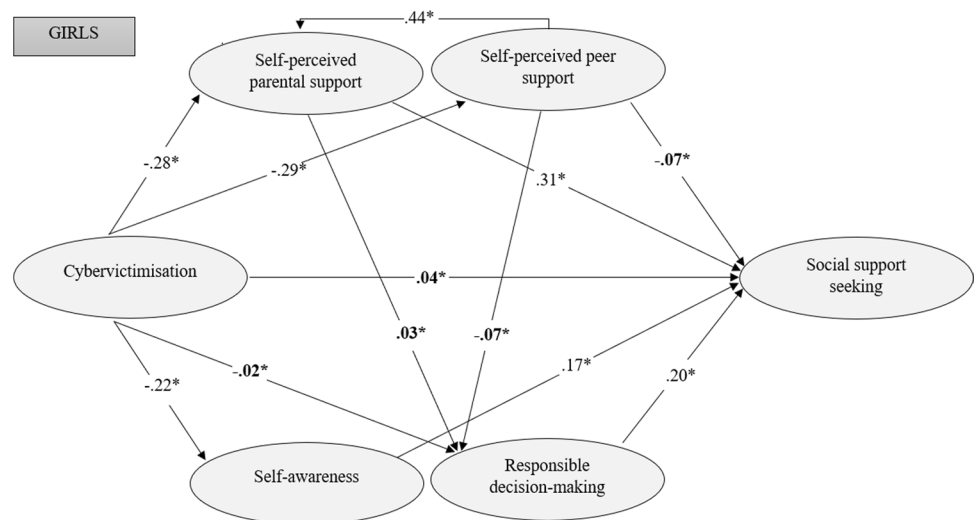 GIRLS
.44*
Self-perceived
parental support
Self-perceived peer
support
-.28*
-.29*
.31*
-.07*
Cybervictimisation
.04*
Social support
seeking
.03*
-.07*
-.02*
-.22*
.17*
.20*
Self-awareness
Responsible
decision-making